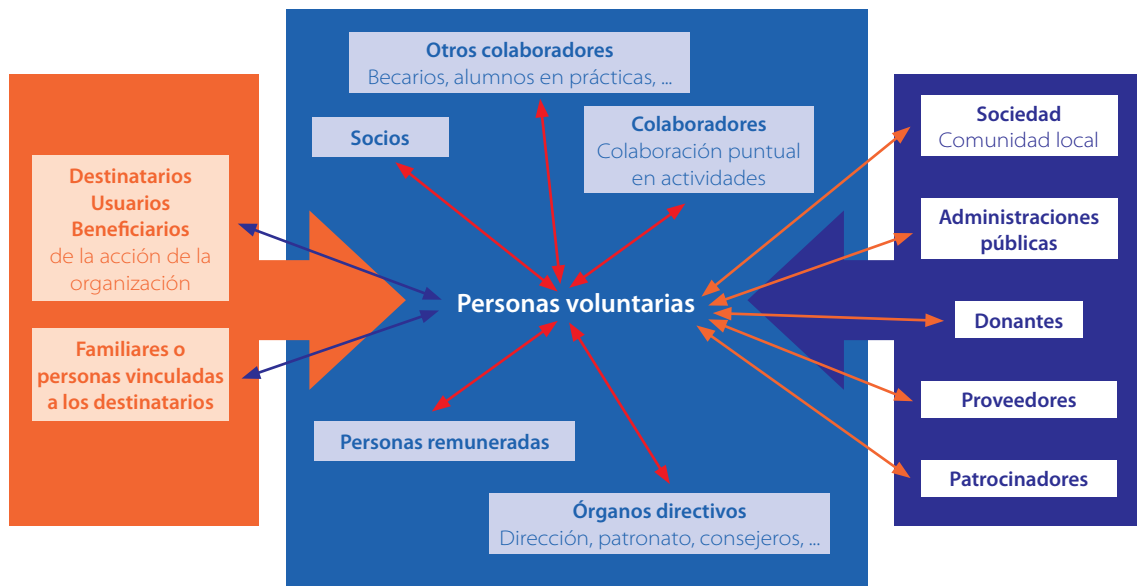 Destinatarios
Usuarios
Beneficiarios
de la acción de la
organización
Familiares o
personas vinculadas
a los destinatarios
Otros colaboradores
Becarios, alumnos en prácticas, ...
Socios
Colaboradores
Colaboración puntual
en actividades
Personas voluntarias
Personas remuneradas
Órganos directivos
Dirección, patronato, consejeros, ...
Sociedad
Comunidad local
Administraciones
públicas
Donantes
Proveedores
Patrocinadores